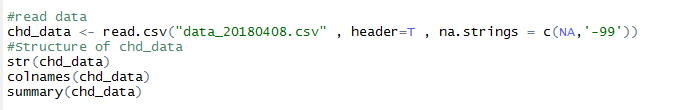 #read data
chd_data <- read.csv("data_20180408.csv" , header=T , na.strings = c(NA,'-99'))
#Structure of chd_data
str(chd_data)
colnames(chd_data)
summary(chd_data)